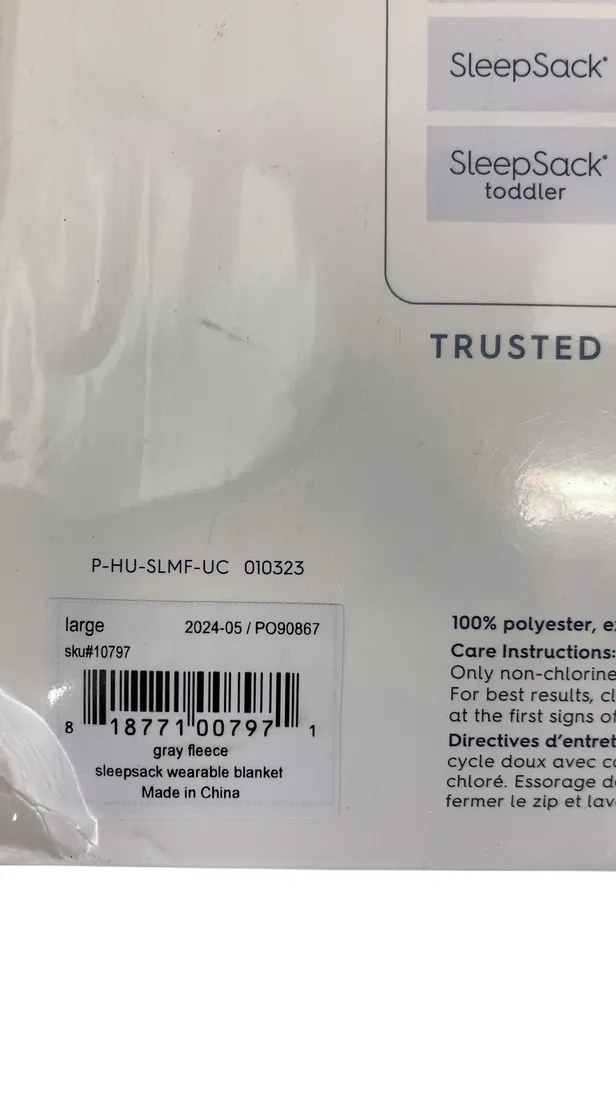 SleepSack®
SleepSack®
toddler
TRUSTED
P-HU-SLMF-UC 010323
large 2024-05 / PO90867
sku#10797
8 18771 00797 1
gray fleece
sleepsack wearable blanket
Made in China
100% polyester,
Care Instructions:
Only non-chlorine
For best results,
at the first signs
Directives d'entret
cycle doux avec
chloré. Essorage
fermer le zip et